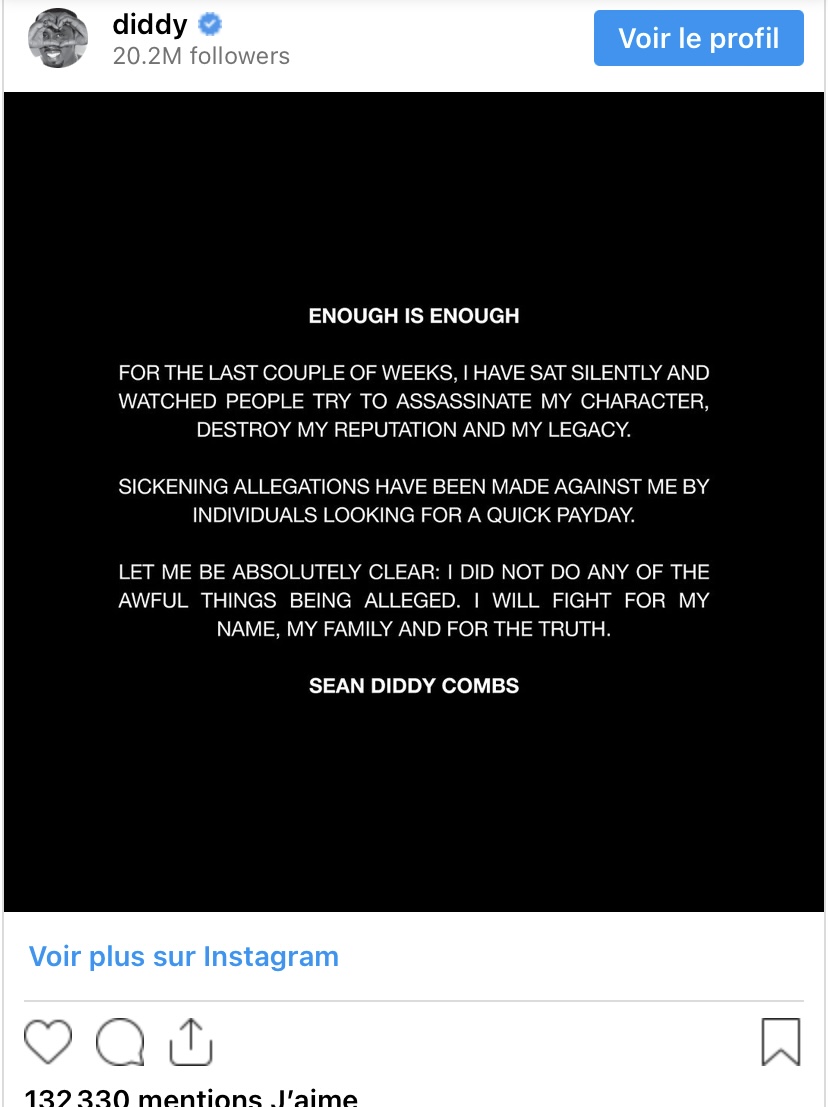 diddy
20.2M followers
Voir le profil
ENOUGH IS ENOUGH
FOR THE LAST COUPLE OF WEEKS, I HAVE SAT SILENTLY AND
WATCHED PEOPLE TRY TO ASSASSINATE MY CHARACTER,
DESTROY MY REPUTATION AND MY LEGACY.
SICKENING ALLEGATIONS HAVE BEEN MADE AGAINST ME BY
INDIVIDUALS LOOKING FOR A QUICK PAYDAY.
LET ME BE ABSOLUTELY CLEAR: I DID NOT DO ANY OF THE
AWFUL THINGS BEING ALLEGED. I WILL FIGHT FOR MY
NAME, MY FAMILY AND FOR THE TRUTH.
SEAN DIDDY COMBS
Voir plus sur Instagram
132 330 mentions J’aime